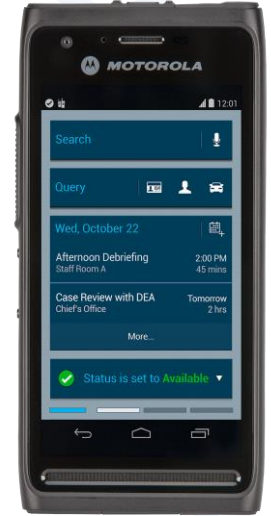 MOTOROLA
12:01
Search
Query
Wed, October 22
Afternoon Debriefing 2:00 PM
Staff Room A 45 mins
Case Review with DEA Tomorrow
Chief's Office 2 hrs
More...
Status is set to Available